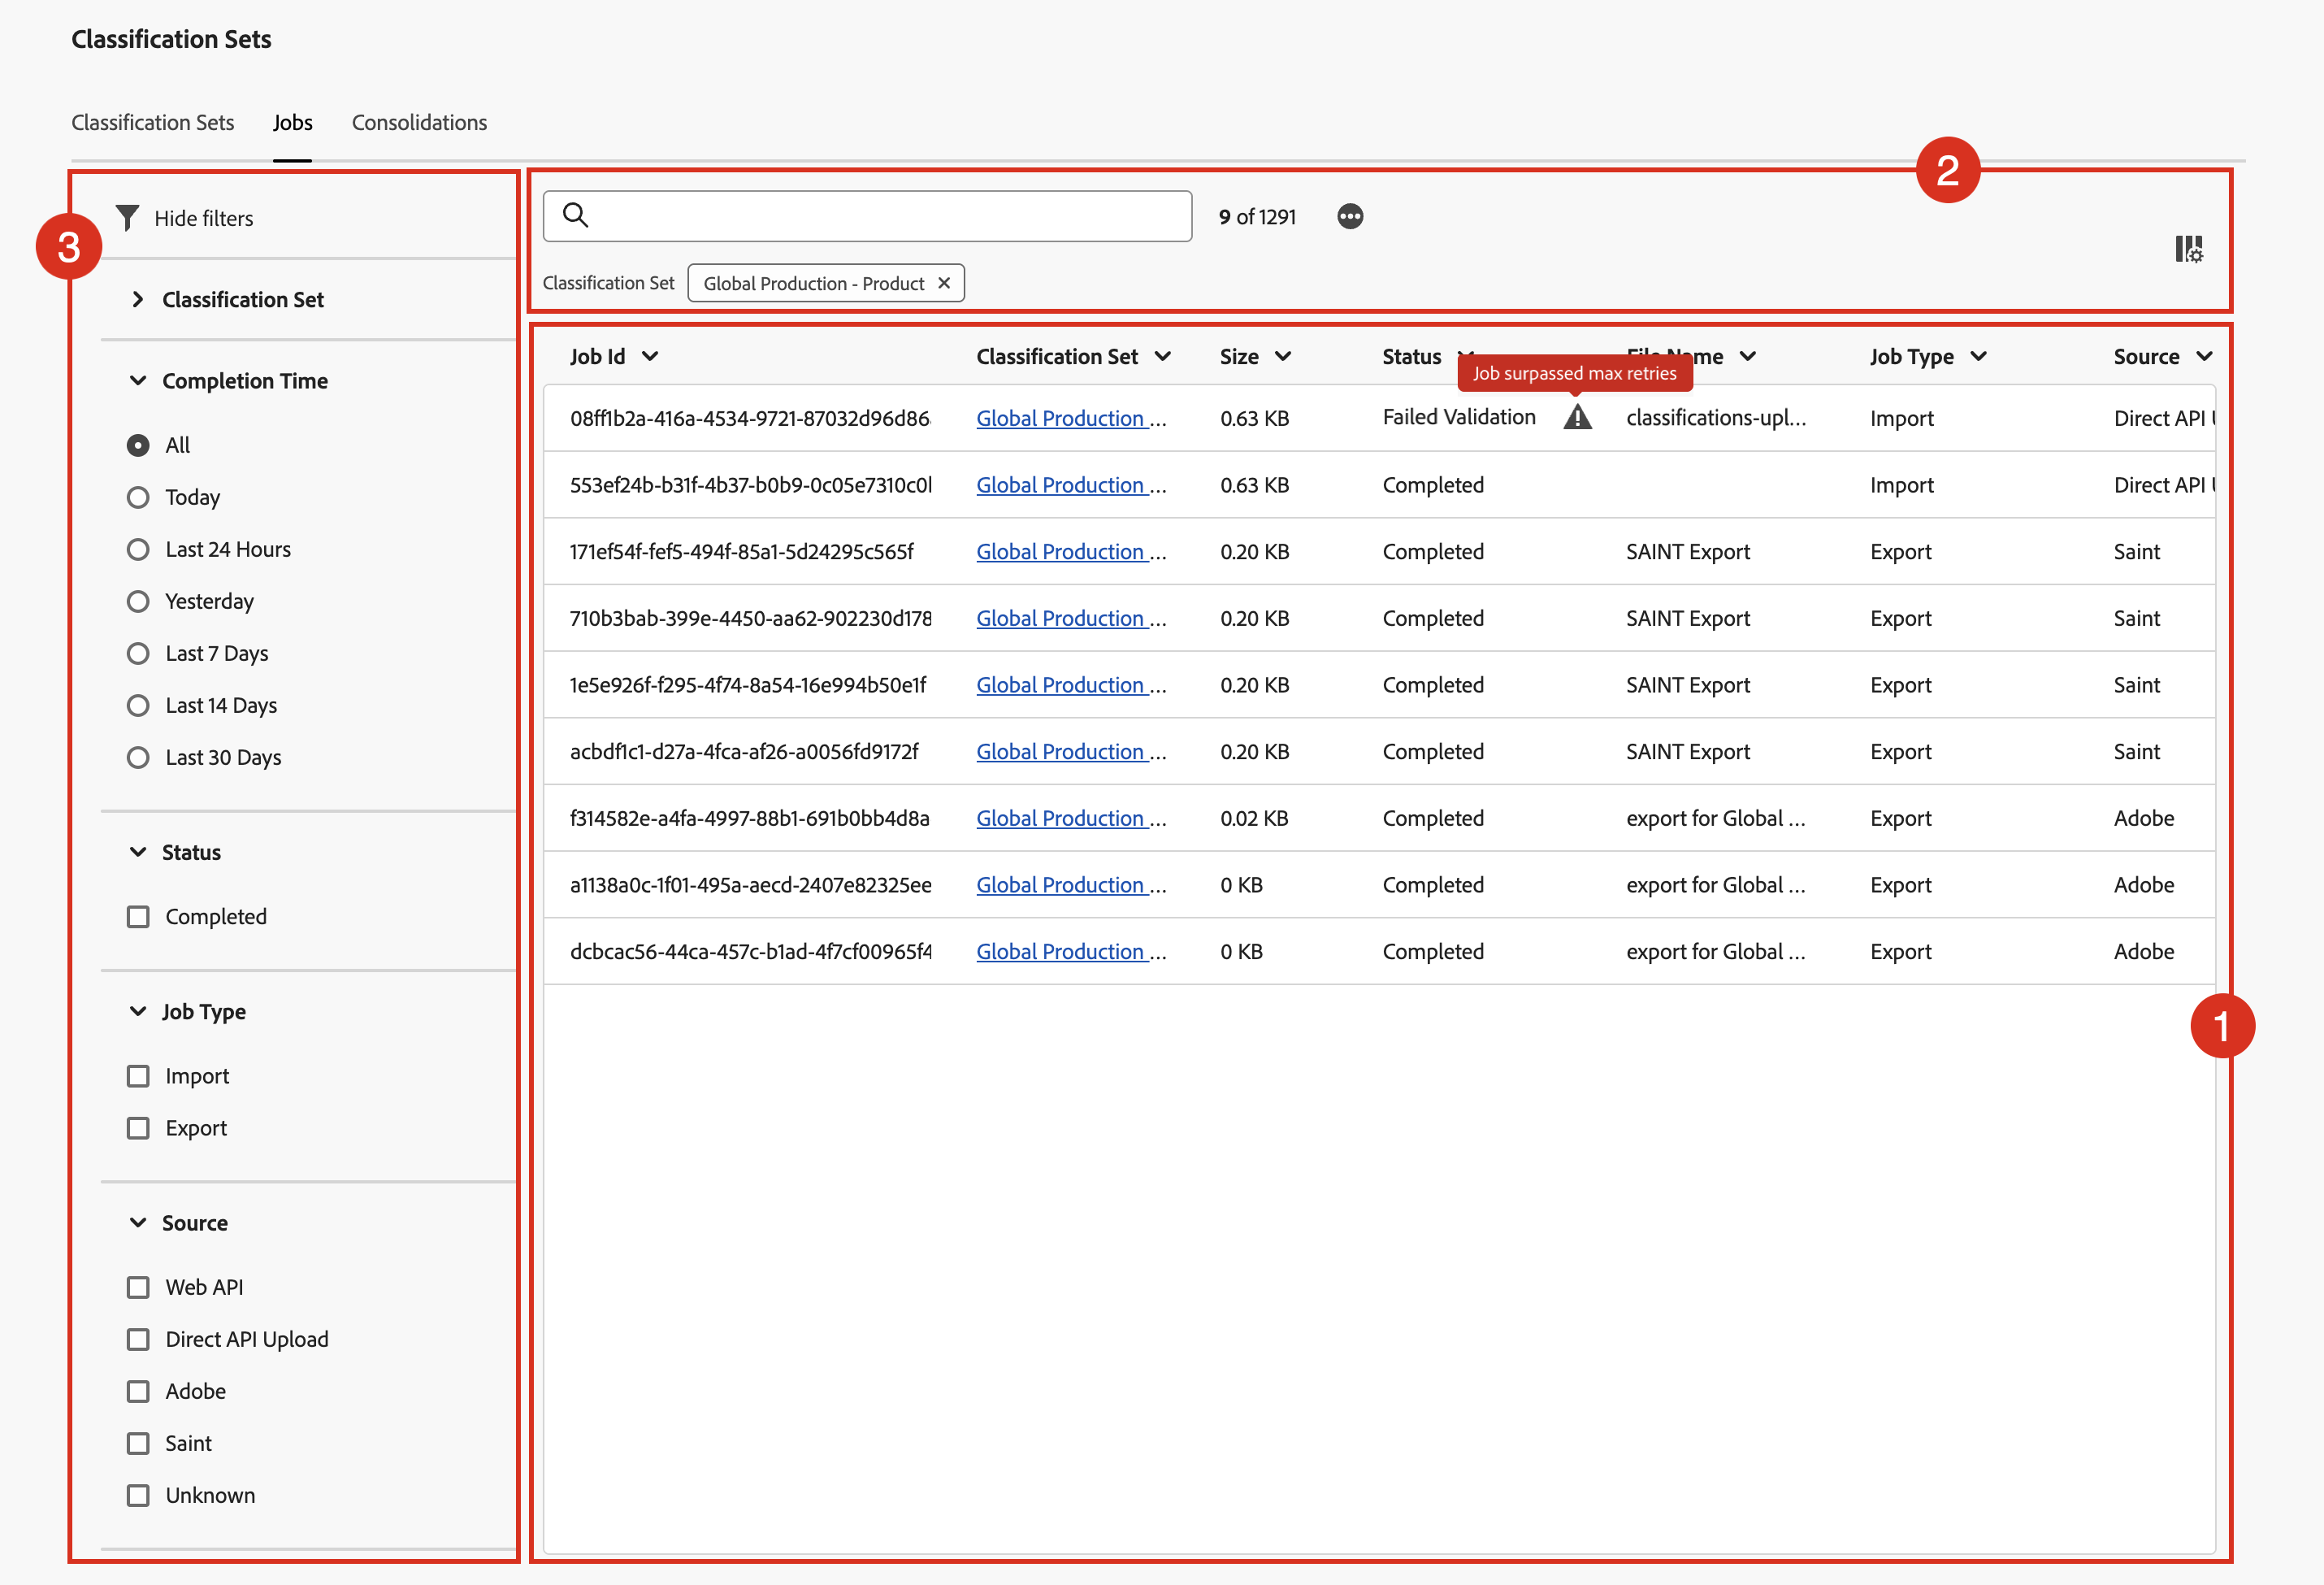 Classification Sets
Classification Sets Jobs Consolidations
2
3
Hide filters
Classification Set
Completion Time
All
Today
Last 24 Hours
Yesterday
Last 7 Days
Last 14 Days
Last 30 Days
Status
Completed
Job Type
Import
Export
Source
Web API
Direct API Upload
Adobe
Saint
Unknown
9 of 1291
Classification Set Global Production - Product
Job Id Classification Set Size Status File Name Job Type Source
Job surpassed max retries
08ff1b2a-416a-4534-9721-87032d96d86 Global Production ... 0.63 KB Failed Validation classifications-upl... Import Direct API
553ef24b-b31f-4b37-b0b9-0c05e7310c0 Global Production ... 0.63 KB Completed Import Direct API
171ef54f-fef5-494f-85a1-5d24295c565f Global Production ... 0.20 KB Completed SAINT Export Export Saint
710b3bab-399e-4450-aa62-902230d178 Global Production ... 0.20 KB Completed SAINT Export Export Saint
1e5e926f-f295-4f74-8a54-16e994b50e1f Global Production ... 0.20 KB Completed SAINT Export Export Saint
acbdf1c1-d27a-4fca-af26-a0056fd9172f Global Production ... 0.20 KB Completed SAINT Export Export Saint
f314582e-a4fa-4997-88b1-691b0bb4d8a Global Production ... 0.02 KB Completed export for Global ... Export Adobe
a1138a0c-1f01-495a-aecd-2407e82325ee Global Production ... 0 KB Completed export for Global ... Export Adobe
dcbcac56-44ca-457c-b1ad-4f7cf00965f4 Global Production ... 0 KB Completed export for Global ... Export Adobe
1